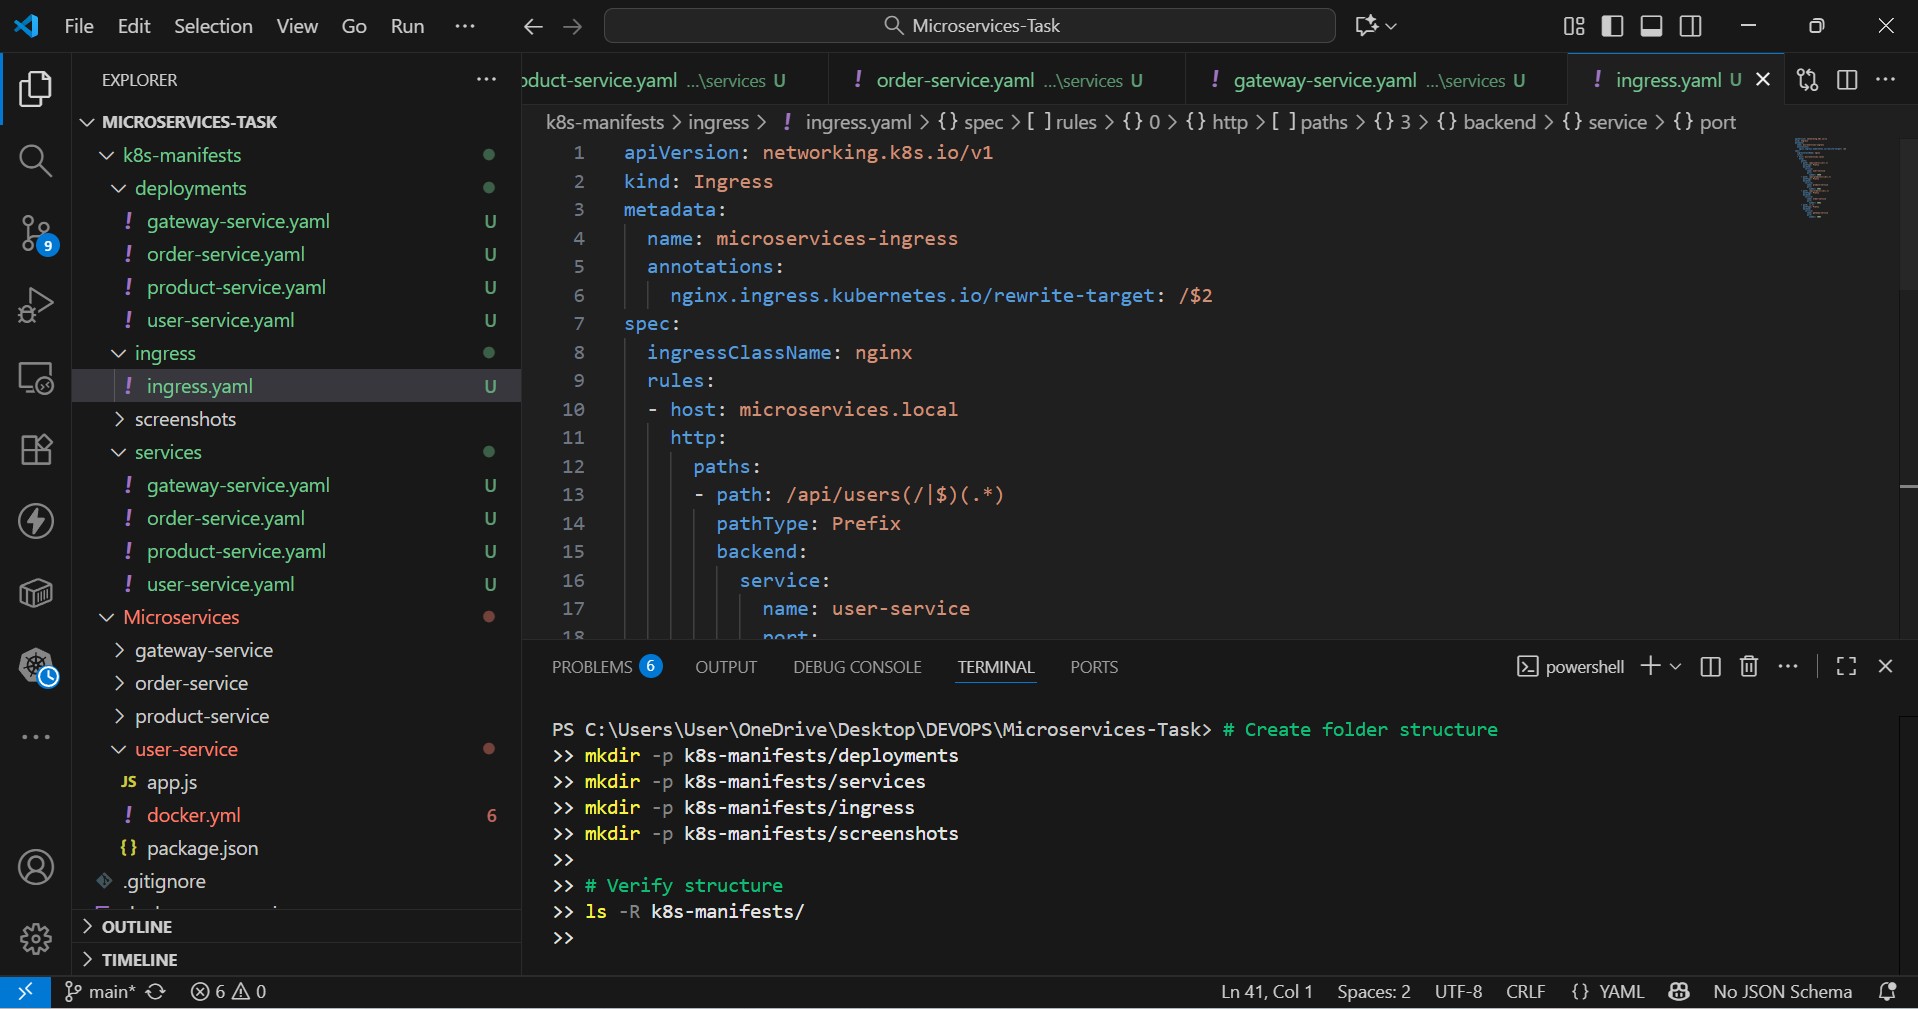 File Edit Selection View Go Run ···
Microservices-Task
EXPLORER
MICROSERVICES-TASK
k8s-manifests
deployments
! gateway-service.yaml U
! order-service.yaml U
! product-service.yaml U
! user-service.yaml U
ingress
! ingress.yaml U
screenshots
services
! gateway-service.yaml U
! order-service.yaml U
! product-service.yaml U
! user-service.yaml U
Microservices
gateway-service
order-service
product-service
user-service
JS app.js
! docker.yml 6
{} package.json
.gitignore
OUTLINE
TIMELINE
9
oduct-service.yaml ...\services U
! order-service.yaml ...\services U
! gateway-service.yaml ...\services U
! ingress.yaml U
k8s-manifests > ingress > ! ingress.yaml > {} spec > [ ] rules > {} 0 > {} http > [ ] paths > {} 3 > {} backend > {} service > {} port
1 apiVersion: networking.k8s.io/v1
2 kind: Ingress
3 metadata:
4 name: microservices-ingress
5 annotations:
6 nginx.ingress.kubernetes.io/rewrite-target: /$2
7 spec:
8 ingressClassName: nginx
9 rules:
10 - host: microservices.local
11 http:
12 paths:
13 - path: /api/users(/|$)(.*)
14 pathType: Prefix
15 backend:
16 service:
17 name: user-service
18 port:
PROBLEMS 6 OUTPUT DEBUG CONSOLE TERMINAL PORTS
powershell
PS C:\Users\User\OneDrive\Desktop\DEVOPS\Microservices-Task> # Create folder structure
>> mkdir -p k8s-manifests/deployments
>> mkdir -p k8s-manifests/services
>> mkdir -p k8s-manifests/ingress
>> mkdir -p k8s-manifests/screenshots
>>
>> # Verify structure
>> ls -R k8s-manifests/
>>
main* 6 0
Ln 41, Col 1 Spaces: 2 UTF-8 CRLF {} YAML No JSON Schema